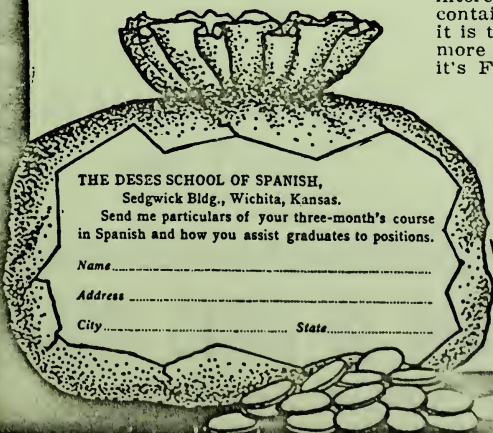 contai
it is t
more
it's F
THE DESES SCHOOL OF SPANISH,
Sedgwick Bldg., Wichita, Kansas.
Send me particulars of your three-month's course
in Spanish and how you assist graduates to positions.
Name
Address
City State